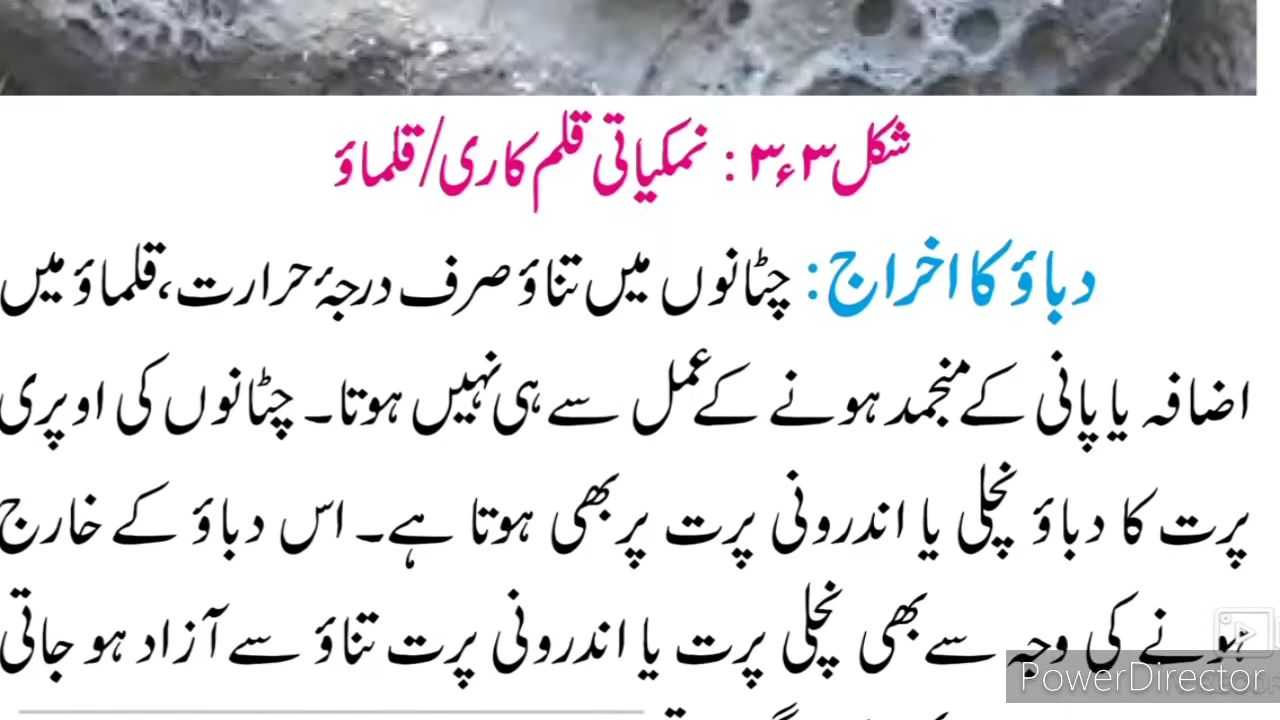 شکل ۳ء۳ : نمکیاتی قلم کاری/قلماؤ
دباؤ کا اخراج : چٹانوں میں تناؤ صرف درجۂ حرارت، قلماؤ میں
اضافہ یا پانی کے منجمد ہونے کے عمل سے ہی نہیں ہوتا۔ چٹانوں کی اوپری
پرت کا دباؤ نچلی یا اندرونی پرت پر بھی ہوتا ہے۔ اس دباؤ کے خارج
ہونے کی وجہ سے بھی نچلی پرت یا اندرونی پرت تناؤ سے آزاد ہو جاتی
PowerDirector